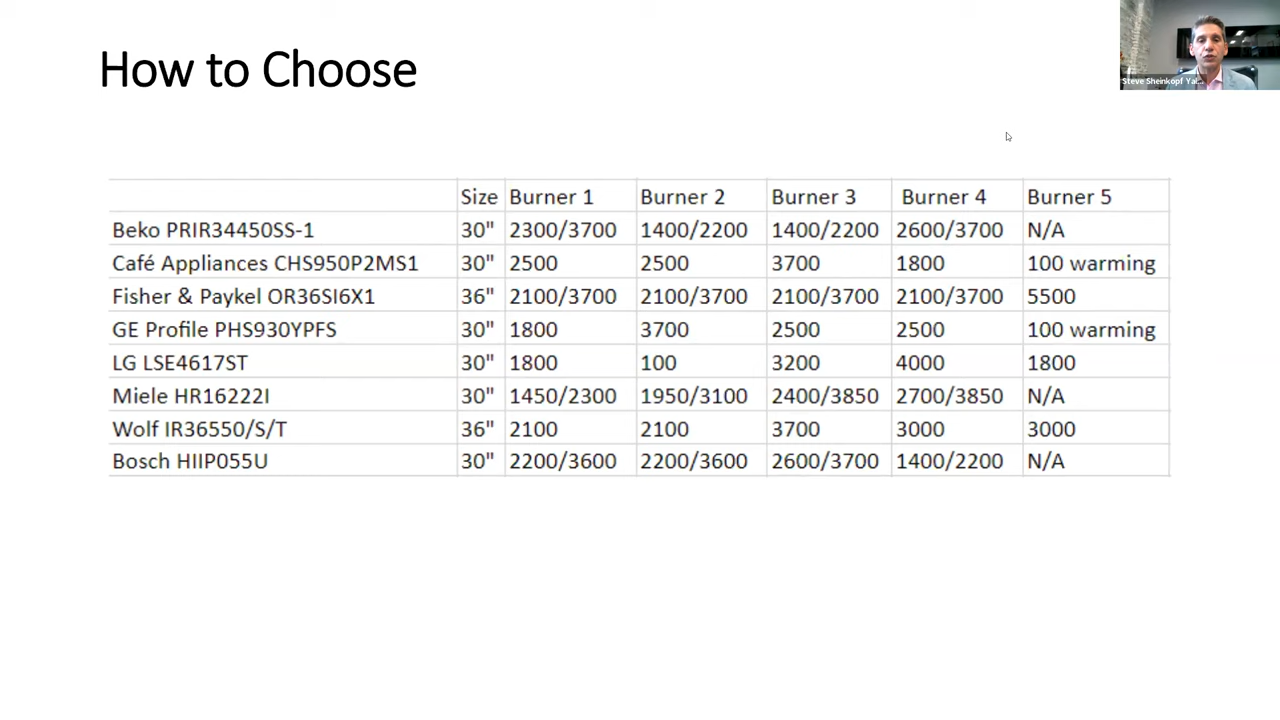 How to Choose
Steve Sheinkopf Yal...
Size Burner 1 Burner 2 Burner 3 Burner 4 Burner 5
Beko PRIR34450SS-1 30" 2300/3700 1400/2200 1400/2200 2600/3700 N/A
Café Appliances CHS950P2MS1 30" 2500 2500 3700 1800 100 warming
Fisher & Paykel OR36SI6X1 36" 2100/3700 2100/3700 2100/3700 2100/3700 5500
GE Profile PHS930YPFS 30" 1800 3700 2500 2500 100 warming
LG LSE4617ST 30" 1800 100 3200 4000 1800
Miele HR16222I 30" 1450/2300 1950/3100 2400/3850 2700/3850 N/A
Wolf IR36550/S/T 36" 2100 2100 3700 3000 3000
Bosch HIIP055U 30" 2200/3600 2200/3600 2600/3700 1400/2200 N/A